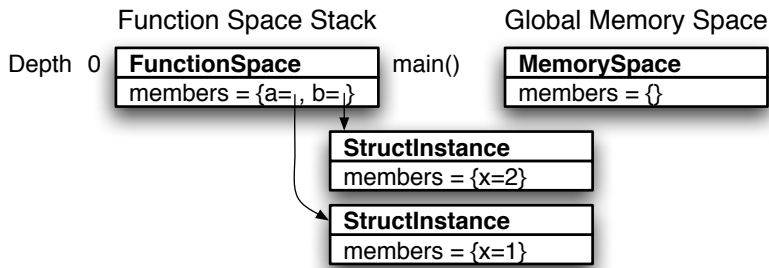 Function Space Stack
Global Memory Space
Depth 0
FunctionSpace
members = {a= , b= }
main()
MemorySpace
members = {}
StructInstance
members = {x=2}
StructInstance
members = {x=1}